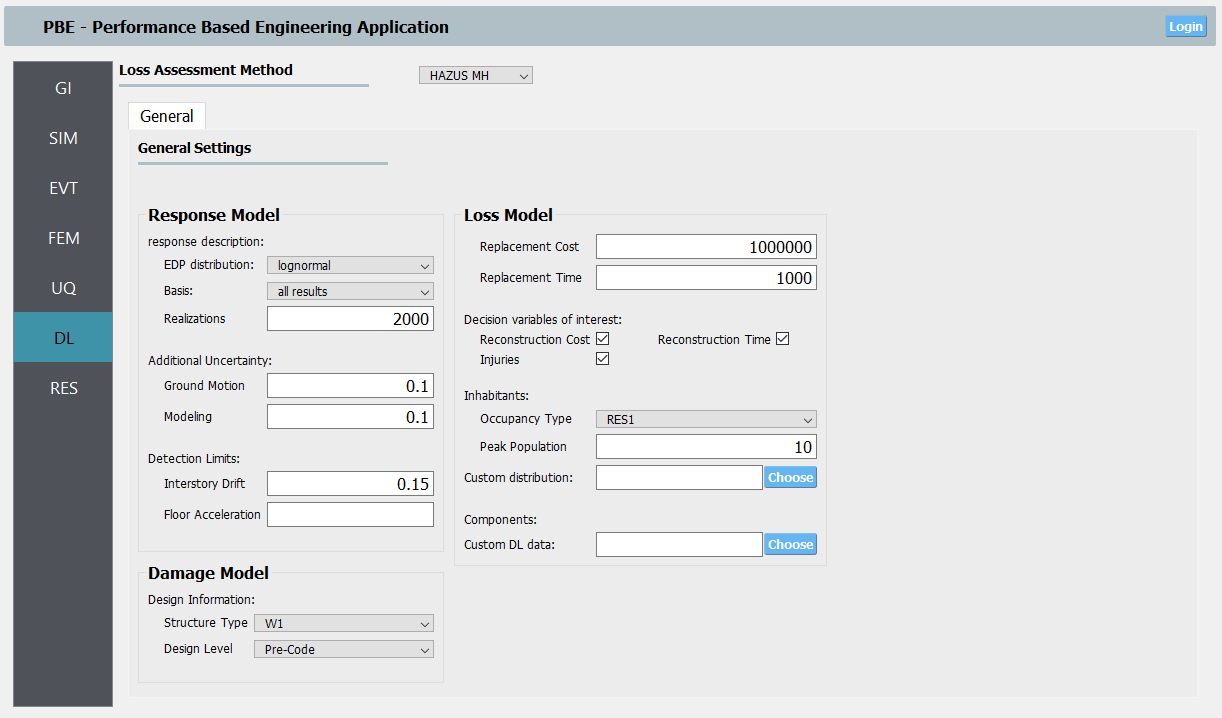 PBE - Performance Based Engineering Application
Login
GI
SIM
EVT
FEM
UQ
DL
RES
Loss Assessment Method
HAZUS MH
General
General Settings
Response Model
response description:
EDP distribution: lognormal
Basis: all results
Realizations 2000
Additional Uncertainty:
Ground Motion 0.1
Modeling 0.1
Detection Limits:
Interstory Drift 0.15
Floor Acceleration
Damage Model
Design Information:
Structure Type W1
Design Level Pre-Code
Loss Model
Replacement Cost 1000000
Replacement Time 1000
Decision variables of interest:
Reconstruction Cost Reconstruction Time
Injuries
Inhabitants:
Occupancy Type RES1
Peak Population 10
Custom distribution: Choose
Components:
Custom DL data: Choose